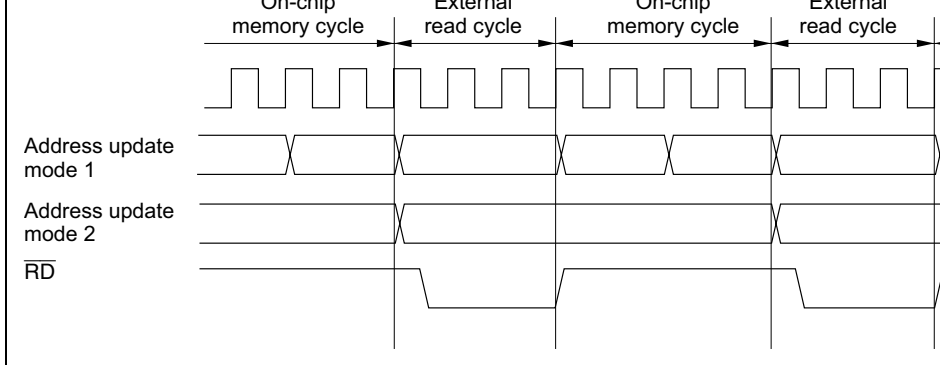 On-chip
memory cycle
External
read cycle
On-chip
memory cycle
External
read cycle
Address update
mode 1
Address update
mode 2
RD